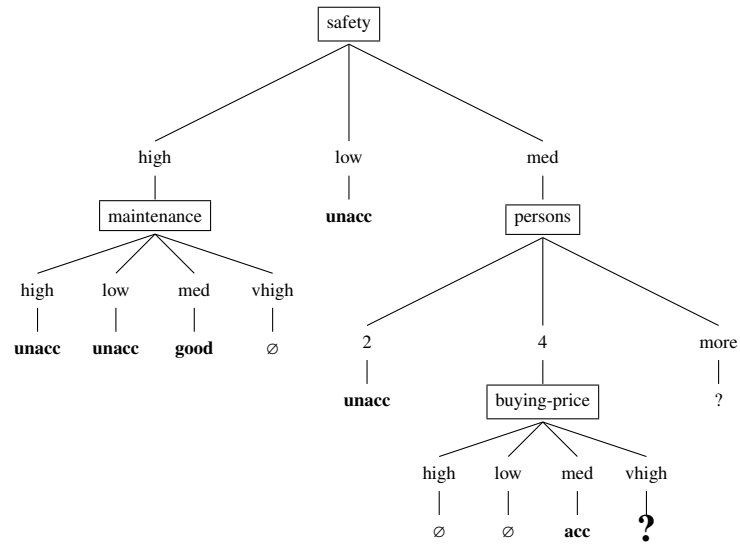 safety
high low med
maintenance unacc persons
high low med vhigh
unacc unacc good ∅
2 4 more
unacc buying-price ?
high low med vhigh
∅ ∅ acc ?